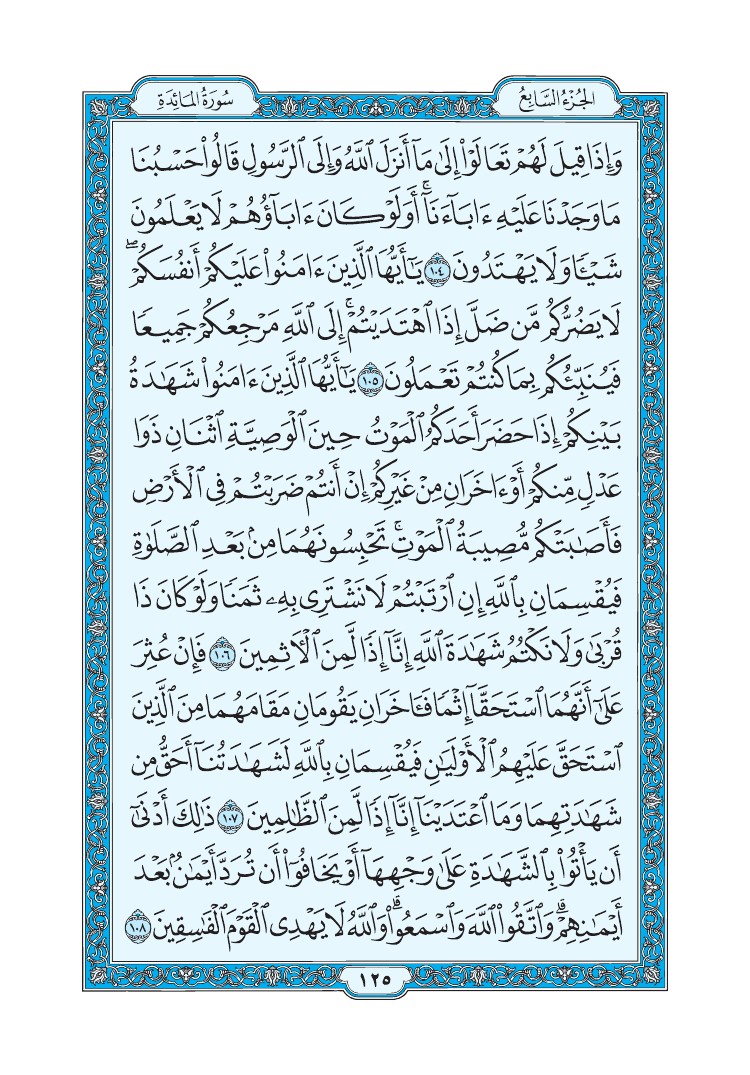 الجُزْءُ السَّابِعُ
سُورَةُ المَائِدَةِ
وَإِذَا قِيلَ لَهُمْ تَعَالَوْا۟ إِلَىٰ مَآ أَنزَلَ ٱللَّهُ وَإِلَى ٱلرَّسُولِ قَالُوا۟ حَسْبُنَا
مَا وَجَدْنَا عَلَيْهِ ءَابَآءَنَآ ۚ أَوَلَوْ كَانَ ءَابَآؤُهُمْ لَا يَعْلَمُونَ
شَيْـًٔا وَلَا يَهْتَدُونَ ١٠٤ يَـٰٓأَيُّهَا ٱلَّذِينَ ءَامَنُوا۟ عَلَيْكُمْ أَنفُسَكُمْ ۖ
لَا يَضُرُّكُم مَّن ضَلَّ إِذَا ٱهْتَدَيْتُمْ ۚ إِلَى ٱللَّهِ مَرْجِعُكُمْ جَمِيعًا
فَيُنَبِّئُكُم بِمَا كُنتُمْ تَعْمَلُونَ ١٠٥ يَـٰٓأَيُّهَا ٱلَّذِينَ ءَامَنُوا۟ شَهَـٰدَةُ
بَيْنِكُمْ إِذَا حَضَرَ أَحَدَكُمُ ٱلْمَوْتُ حِينَ ٱلْوَصِيَّةِ ٱثْنَانِ ذَوَا
عَدْلٍ مِّنكُمْ أَوْ ءَاخَرَانِ مِنْ غَيْرِكُمْ إِنْ أَنتُمْ ضَرَبْتُمْ فِى ٱلْأَرْضِ
فَأَصَـٰبَتْكُم مُّصِيبَةُ ٱلْمَوْتِ ۚ تَحْبِسُونَهُمَا مِنۢ بَعْدِ ٱلصَّلَوٰةِ
فَيُقْسِمَانِ بِٱللَّهِ إِنِ ٱرْتَبْتُمْ لَا نَشْتَرِى بِهِۦ ثَمَنًا وَلَوْ كَانَ ذَا
قُرْبَىٰ وَلَا نَكْتُمُ شَهَـٰدَةَ ٱللَّهِ إِنَّآ إِذًا لَّمِنَ ٱلْـَٔاثِمِينَ ١٠٦ فَإِنْ عُثِرَ
عَلَىٰٓ أَنَّهُمَا ٱسْتَحَقَّآ إِثْمًا فَـَٔاخَرَانِ يَقُومَانِ مَقَامَهُمَا مِنَ ٱلَّذِينَ
ٱسْتَحَقَّ عَلَيْهِمُ ٱلْأَوْلَيَـٰنِ فَيُقْسِمَانِ بِٱللَّهِ لَشَهَـٰدَتُنَآ أَحَقُّ مِن
شَهَـٰدَتِهِمَا وَمَا ٱعْتَدَيْنَآ إِنَّآ إِذًا لَّمِنَ ٱلظَّـٰلِمِينَ ١٠٧ ذَٰلِكَ أَدْنَىٰٓ
أَن يَأْتُوا۟ بِٱلشَّهَـٰدَةِ عَلَىٰ وَجْهِهَآ أَوْ يَخَافُوٓا۟ أَن تُرَدَّ أَيْمَـٰنٌۢ بَعْدَ
أَيْمَـٰنِهِمْ ۗ وَٱتَّقُوا۟ ٱللَّهَ وَٱسْمَعُوا۟ ۗ وَٱللَّهُ لَا يَهْدِى ٱلْقَوْمَ ٱلْفَـٰسِقِينَ ١٠٨
١٢٥